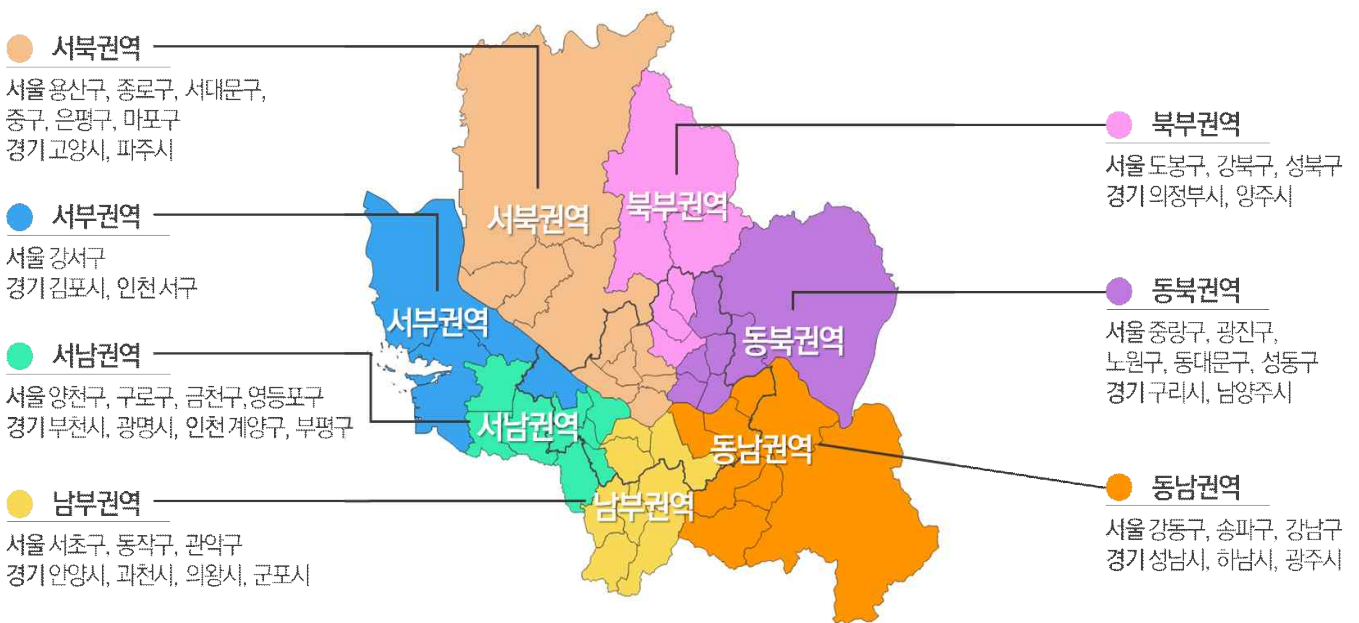 서북권역
서울 용산구, 종로구, 서대문구,
중구, 은평구, 마포구
경기 고양시, 파주시
서부권역
서울 강서구
경기 김포시, 인천 서구
서남권역
서울 양천구, 구로구, 금천구,영등포구
경기 부천시, 광명시, 인천 계양구, 부평구
남부권역
서울 서초구, 동작구, 관악구
경기 안양시, 과천시, 의왕시, 군포시
서북권역
북부권역
서부권역
동북권역
서남권역
동남권역
남부권역
북부권역
서울 도봉구, 강북구, 성북구
경기 의정부시, 양주시
동북권역
서울 중랑구, 광진구,
노원구, 동대문구, 성동구
경기 구리시, 남양주시
동남권역
서울 강동구, 송파구, 강남구
경기 성남시, 하남시, 광주시